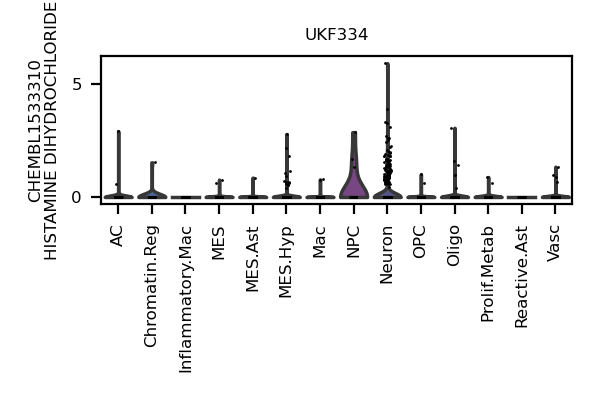 UKF334
CHEMBL1533310
HISTAMINE DIHYDROCHLORIDE
5
0
AC
Chromatin.Reg
Inflammatory.Mac
MES
MES.Ast
MES.Hyp
Mac
NPC
Neuron
OPC
Oligo
Prolif.Metab
Reactive.Ast
Vasc